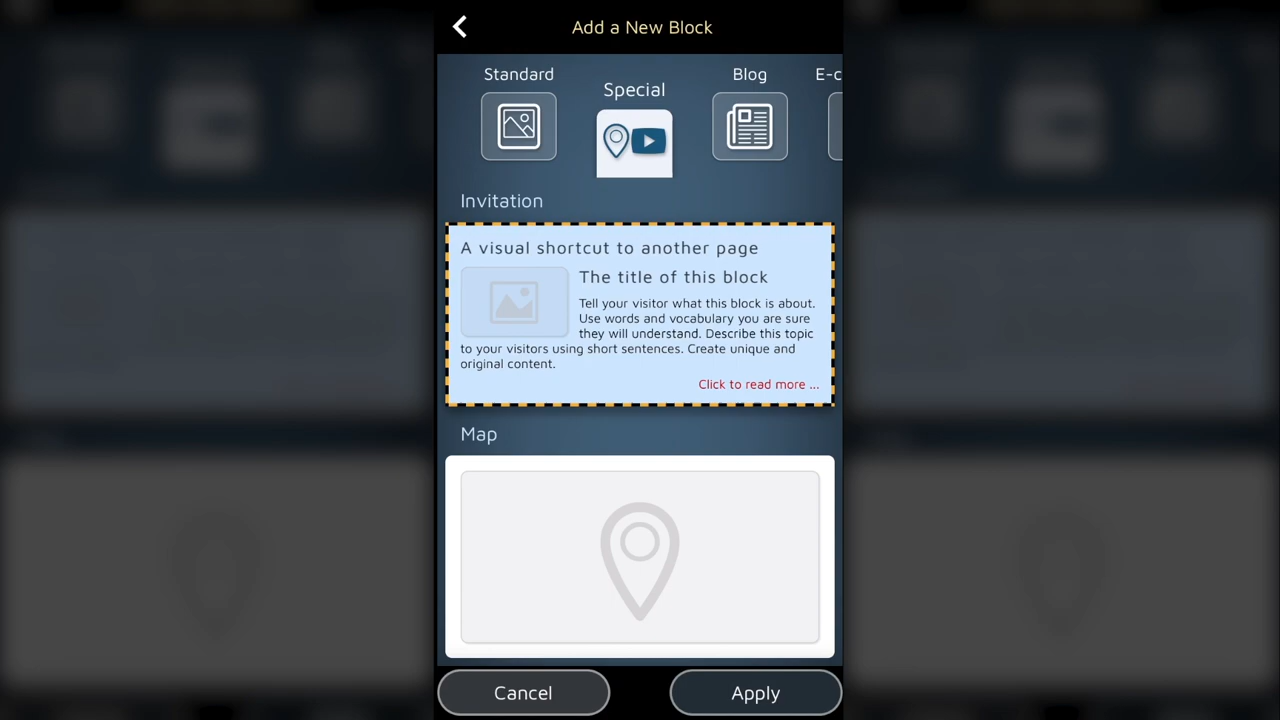 Add a New Block
Standard
Special
Blog
E-c
Invitation
A visual shortcut to another page
The title of this block
Tell your visitor what this block is about.
Use words and vocabulary you are sure
they will understand. Describe this topic
to your visitors using short sentences. Create unique and
original content.
Click to read more ...
Map
Cancel
Apply